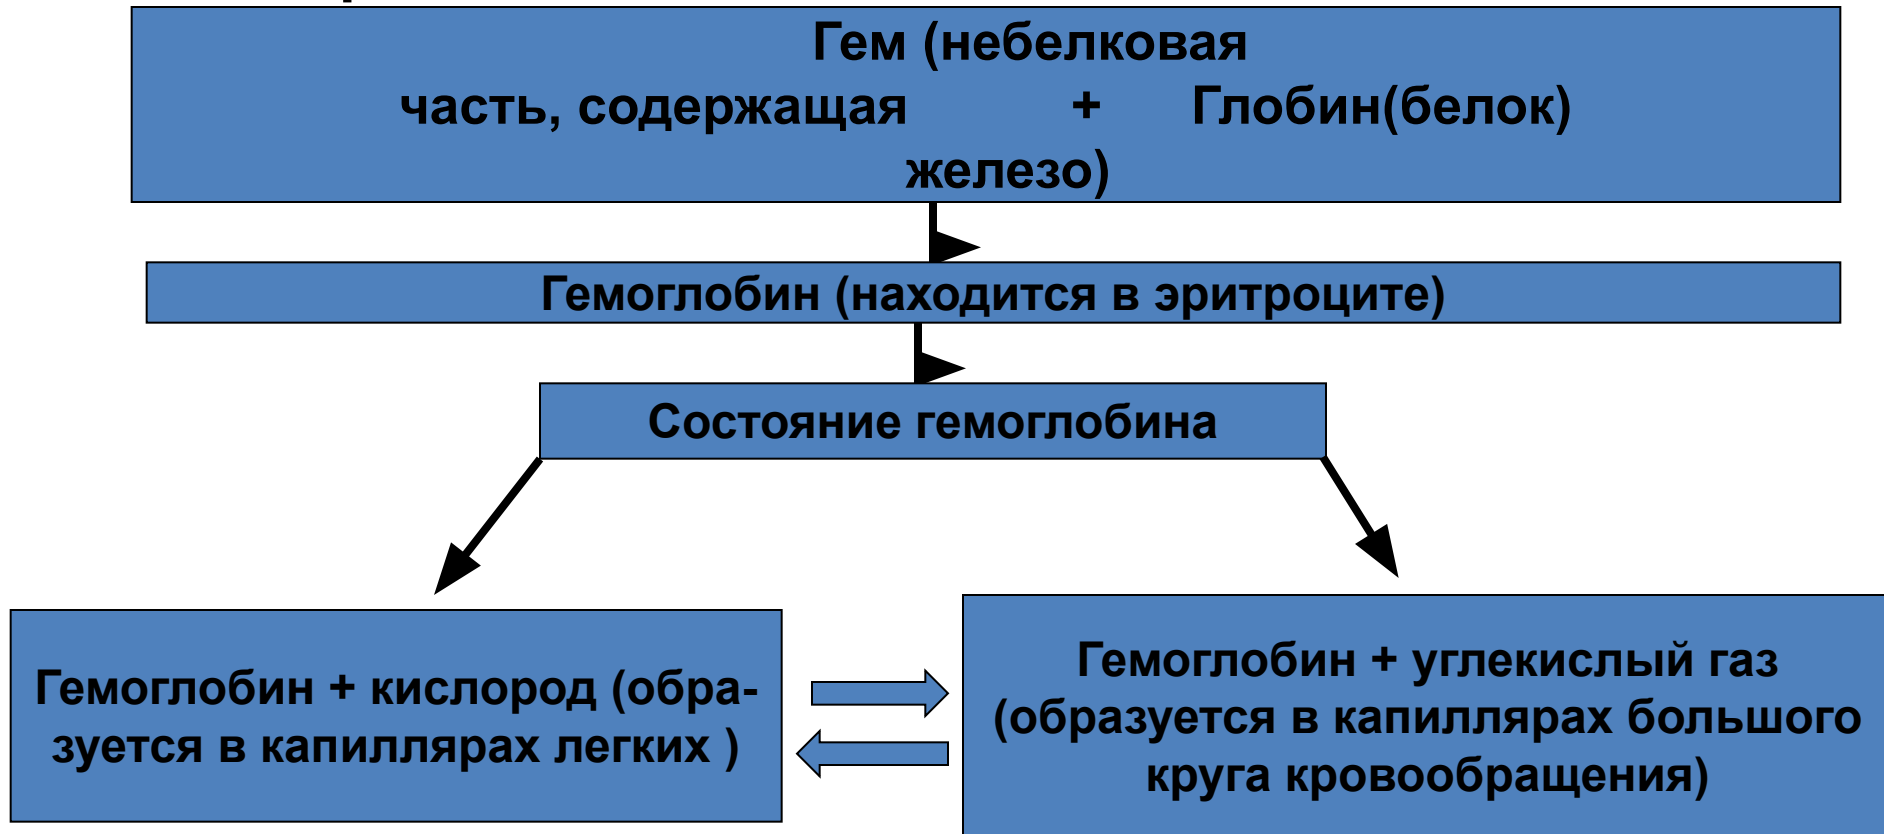 Гем (небелковая
часть, содержащая + Глобин(белок)
железо)
Гемоглобин (находится в эритроците)
Состояние гемоглобина
Гемоглобин + кислород (обра-
зуется в капиллярах легких )
Гемоглобин + углекислый газ
(образуется в капиллярах большого
круга кровообращения)